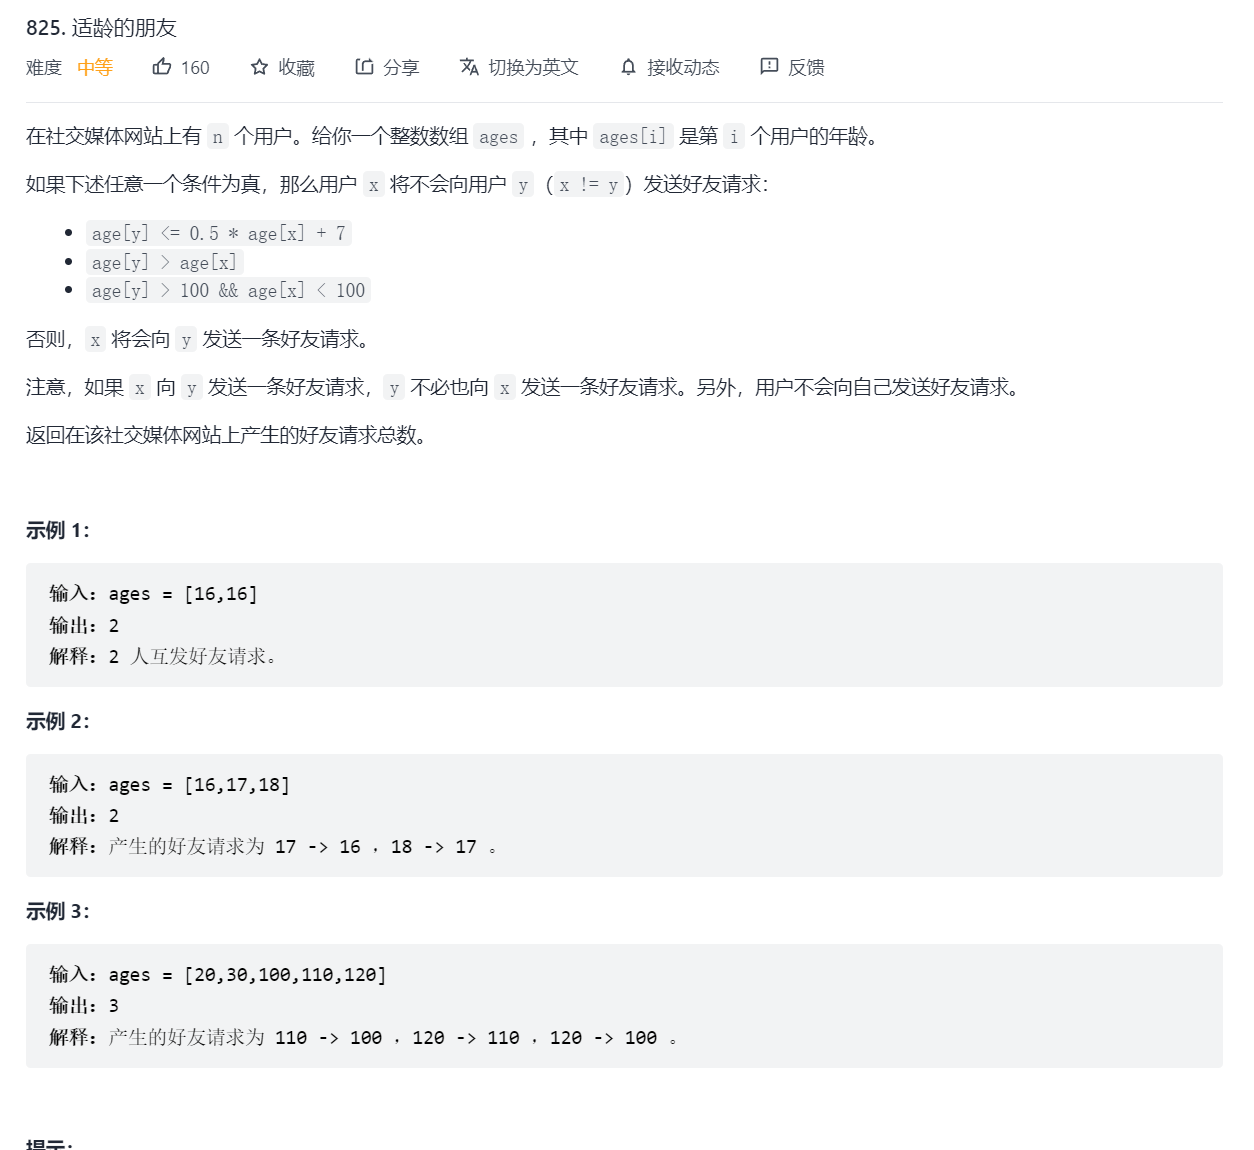 825. 适龄的朋友
难度 中等 160 收藏 分享 切换为英文 接收动态 反馈
在社交媒体网站上有 n 个用户。给你一个整数数组 ages ，其中 ages[i] 是第 i 个用户的年龄。
如果下述任意一个条件为真，那么用户 x 将不会向用户 y（x != y）发送好友请求：
age[y] <= 0.5 * age[x] + 7
age[y] > age[x]
age[y] > 100 && age[x] < 100
否则，x 将会向 y 发送一条好友请求。
注意，如果 x 向 y 发送一条好友请求，y 不必也向 x 发送一条好友请求。另外，用户不会向自己发送好友请求。
返回在该社交媒体网站上产生的好友请求总数。
示例 1：
输入：ages = [16,16]
输出：2
解释：2 人互发好友请求。
示例 2：
输入：ages = [16,17,18]
输出：2
解释：产生的好友请求为 17 -> 16 ，18 -> 17 。
示例 3：
输入：ages = [20,30,100,110,120]
输出：3
解释：产生的好友请求为 110 -> 100 ，120 -> 110 ，120 -> 100 。
提示：